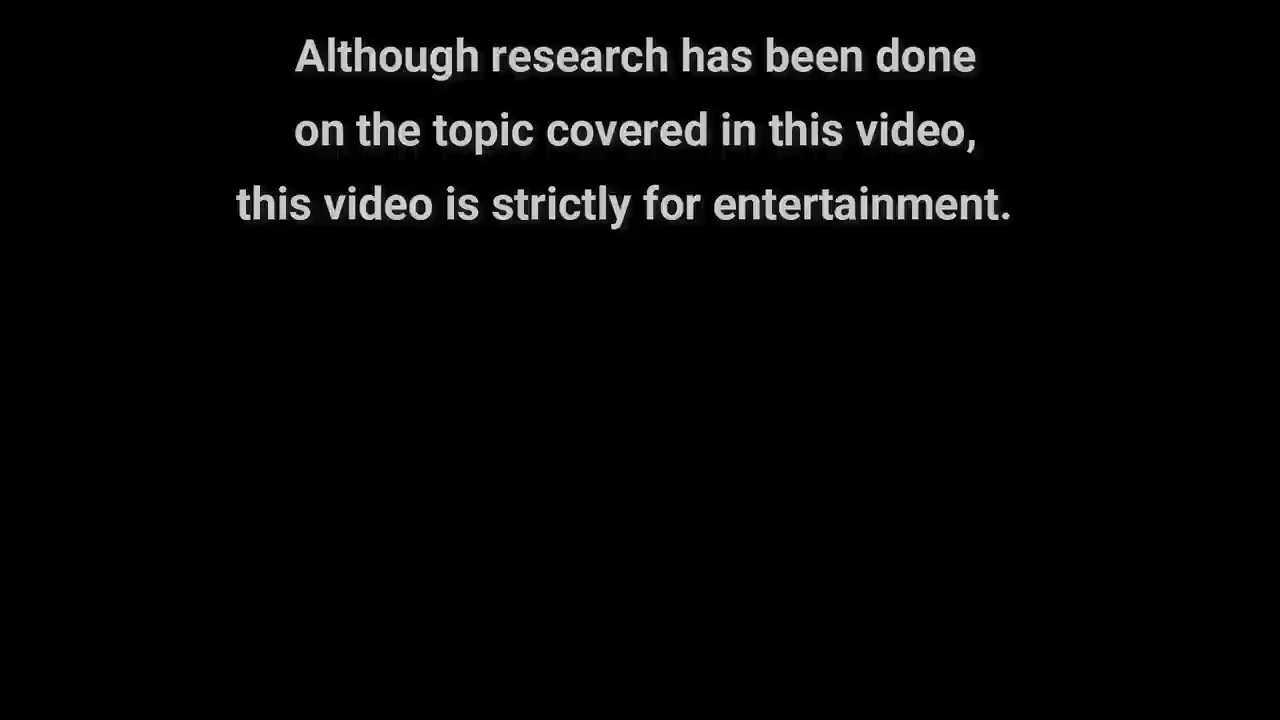 Although research has been done
on the topic covered in this video,
this video is strictly for entertainment.